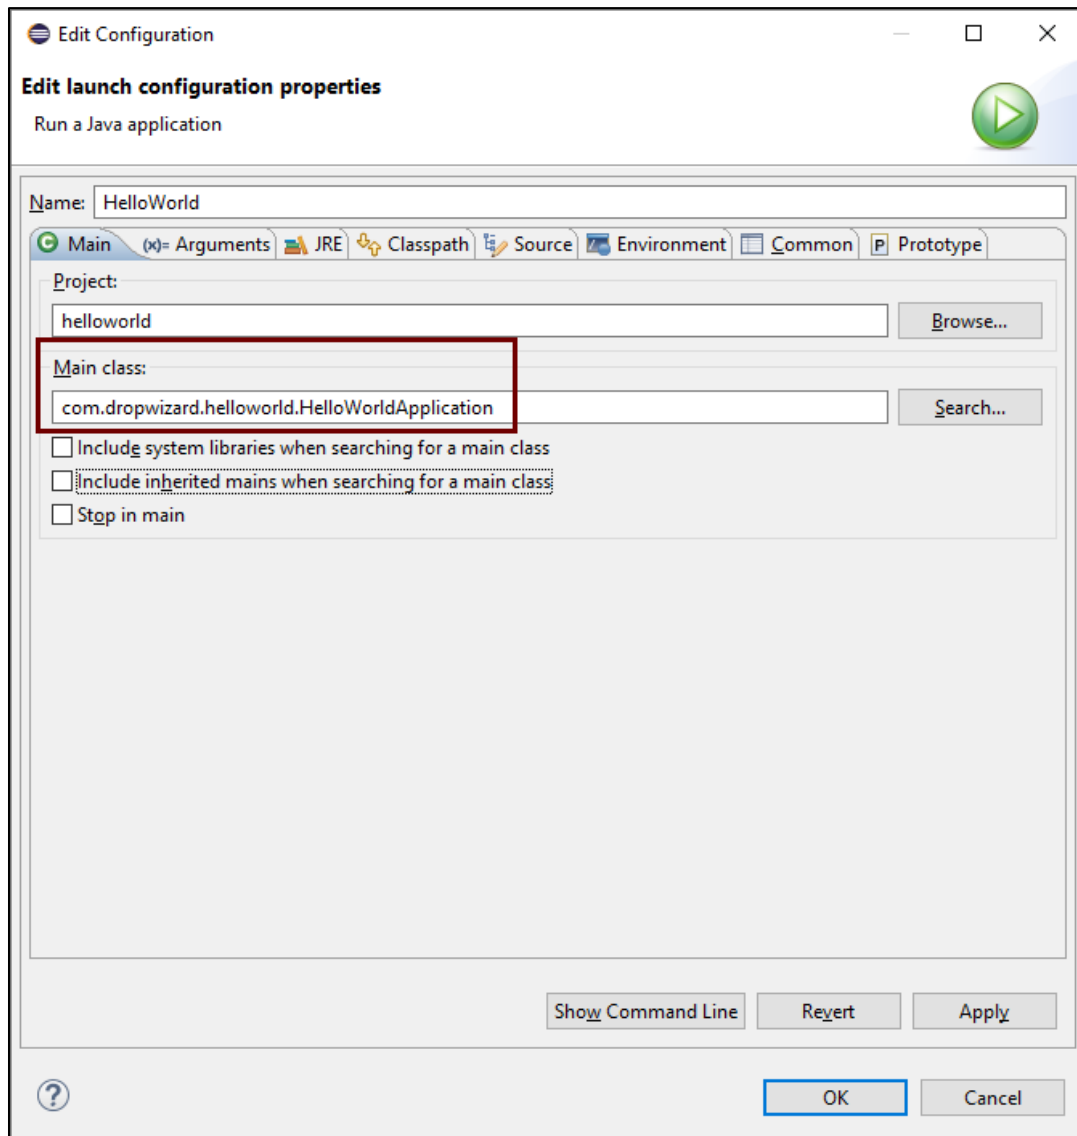 Edit Configuration
Edit launch configuration properties
Run a Java application
Name: HelloWorld
Main (x)= Arguments JRE Classpath Source Environment Common P Prototype
Project:
helloworld Browse...
Main class:
com.dropwizard.helloworld.HelloWorldApplication Search...
Include system libraries when searching for a main class
Include inherited mains when searching for a main class
Stop in main
Show Command Line Revert Apply
? OK Cancel